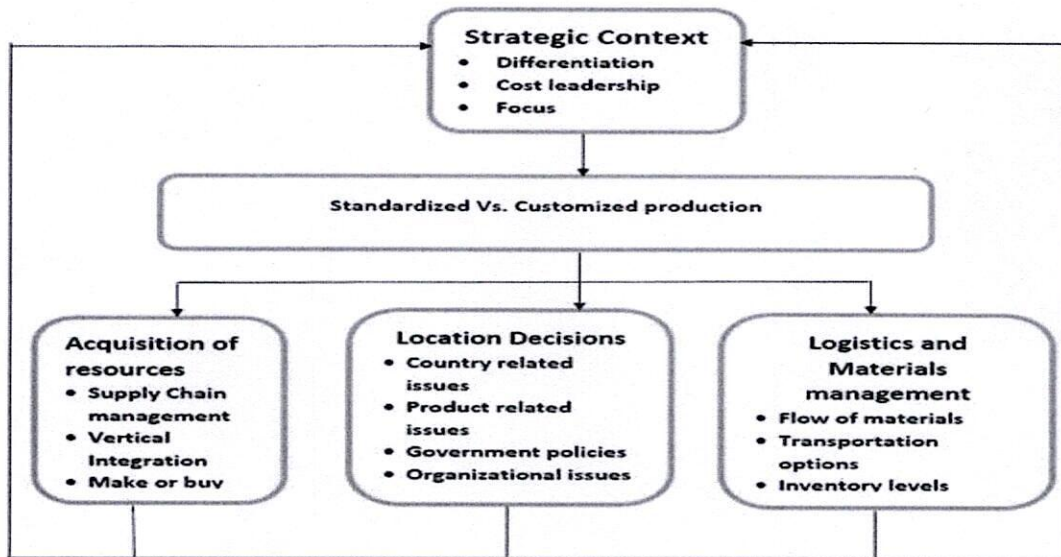 Strategic Context
• Differentiation
• Cost leadership
• Focus
Standardized Vs. Customized production
Acquisition of
resources
• Supply Chain
management
• Vertical
Integration
• Make or buy
Location Decisions
• Country related
issues
• Product related
issues
• Government policies
• Organizational issues
Logistics and
Materials
management
• Flow of materials
• Transportation
options
• Inventory levels